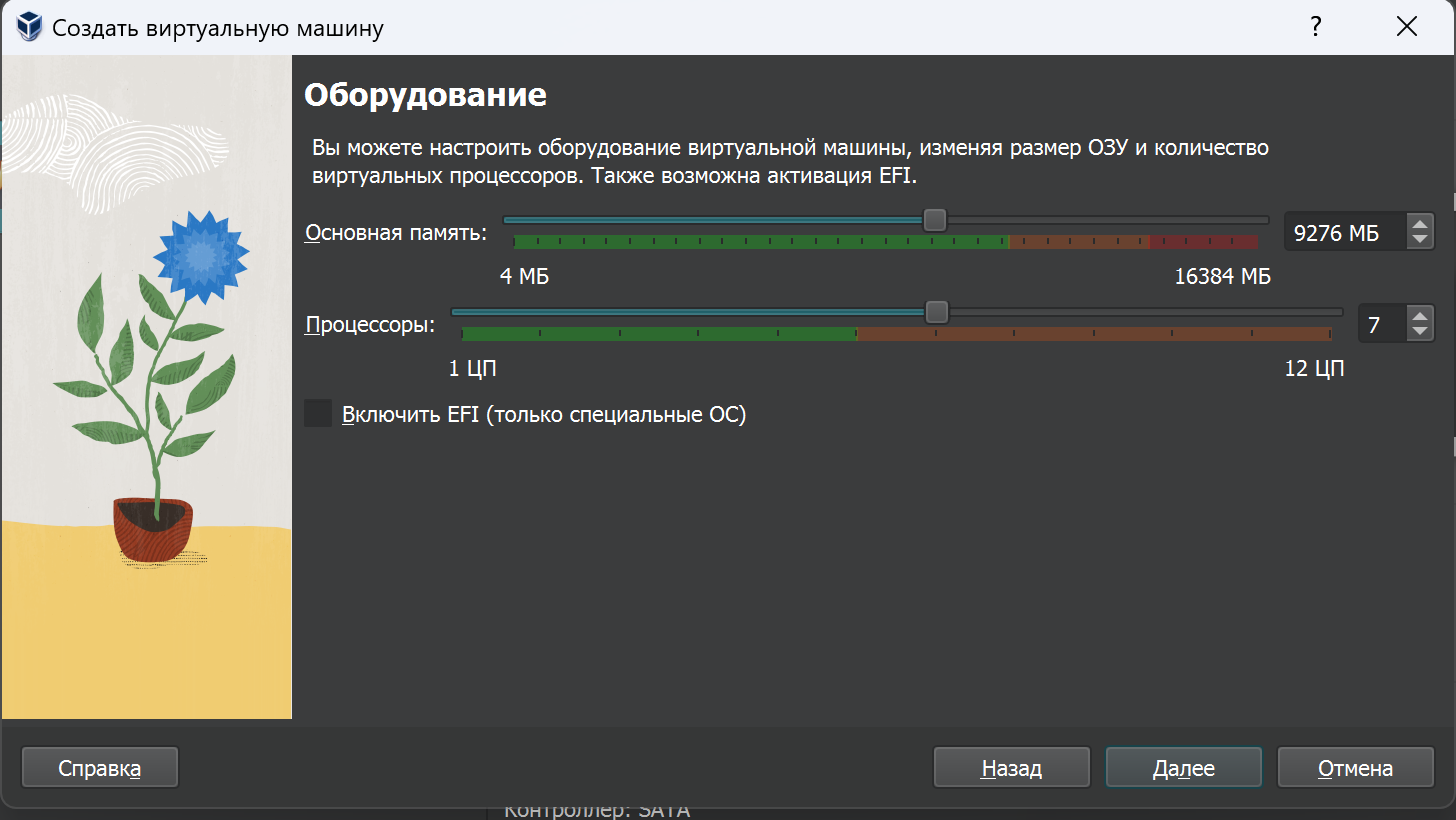 Создать виртуальную машину
?
Оборудование
Вы можете настроить оборудование виртуальной машины, изменяя размер ОЗУ и количество
виртуальных процессоров. Также возможна активация EFI.
Основная память:
9276 МБ
4 МБ
16384 МБ
Процессоры:
7
1 ЦП
12 ЦП
Включить EFI (только специальные ОС)
Справка
Назад
Далее
Отмена
Контроллер: SATA